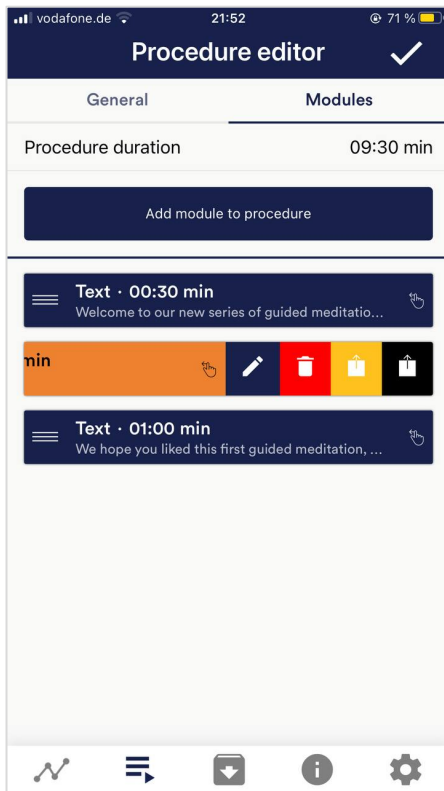 vodafone.de 21:52 71 %
Procedure editor
General Modules
Procedure duration 09:30 min
Add module to procedure
Text · 00:30 min
Welcome to our new series of guided meditatio...
min
Text · 01:00 min
We hope you liked this first guided meditation, ...